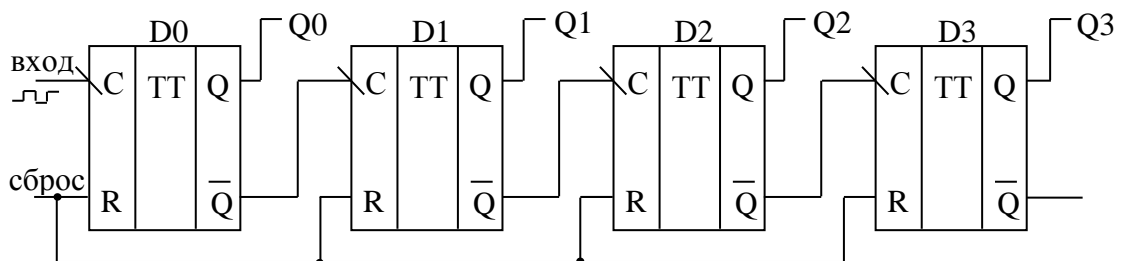 D0 Q0 D1 Q1 D2 Q2 D3 Q3
вход C TT Q C TT Q C TT Q C TT Q
сброс R Q̅ R Q̅ R Q̅ R Q̅